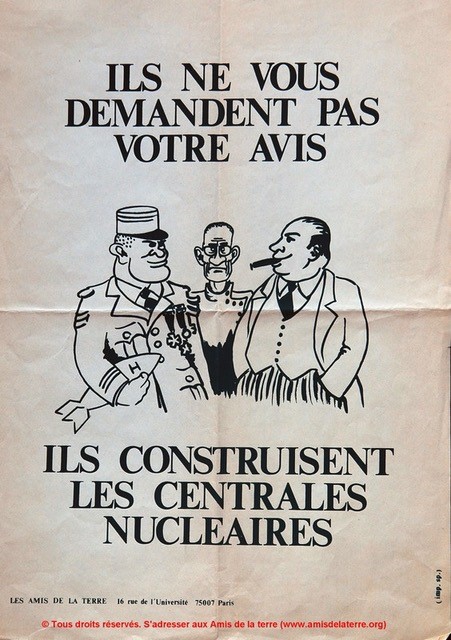 ILS NE VOUS
DEMANDENT PAS
VOTRE AVIS
H
ILS CONSTRUISENT
LES CENTRALES
NUCLEAIRES
LES AMIS DE LA TERRE 16 rue de l'Université 75007 Paris
(imp. sp.)
© Tous droits réservés. S'adresser aux Amis de la terre (www.amisdelaterre.org)